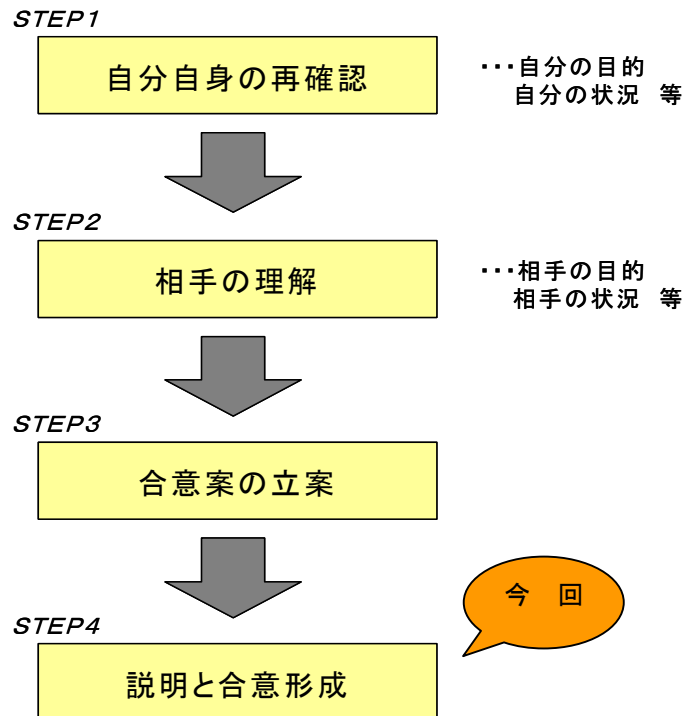 STEP1
自分自身の再確認
･･･自分の目的
自分の状況　等
STEP2
相手の理解
･･･相手の目的
相手の状況　等
STEP3
合意案の立案
今　回
STEP4
説明と合意形成